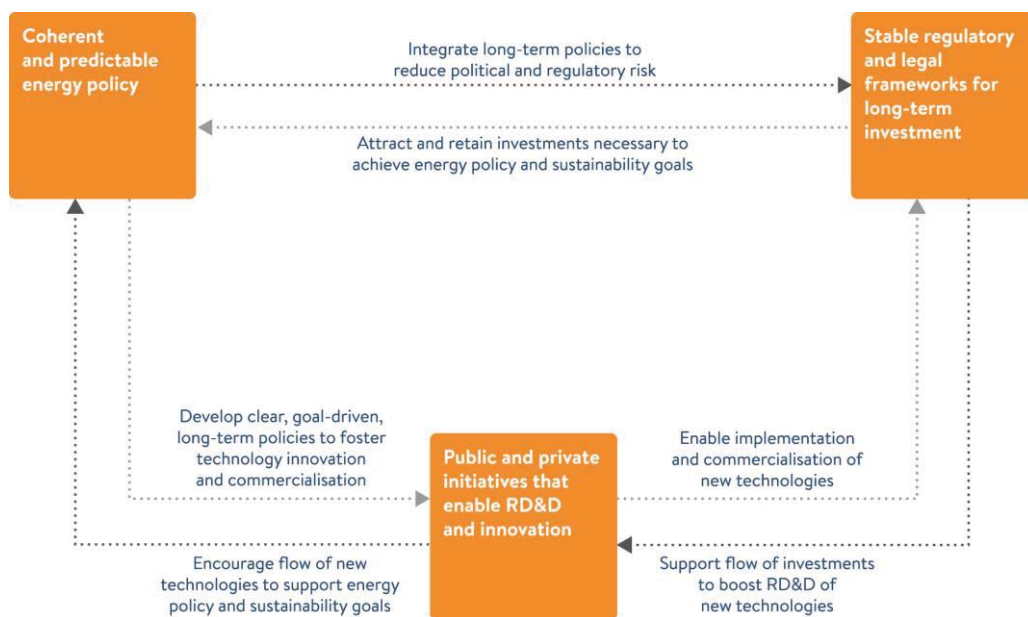 Coherent
and predictable
energy policy
Integrate long-term policies to
reduce political and regulatory risk
Attract and retain investments necessary to
achieve energy policy and sustainability goals
Stable regulatory
and legal
frameworks for
long-term
investment
Develop clear, goal-driven,
long-term policies to foster
technology innovation
and commercialisation
Public and private
initiatives that
enable RD&D
and innovation
Enable implementation
and commercialisation of
new technologies
Encourage flow of new
technologies to support energy
policy and sustainability goals
Support flow of investments
to boost RD&D of
new technologies